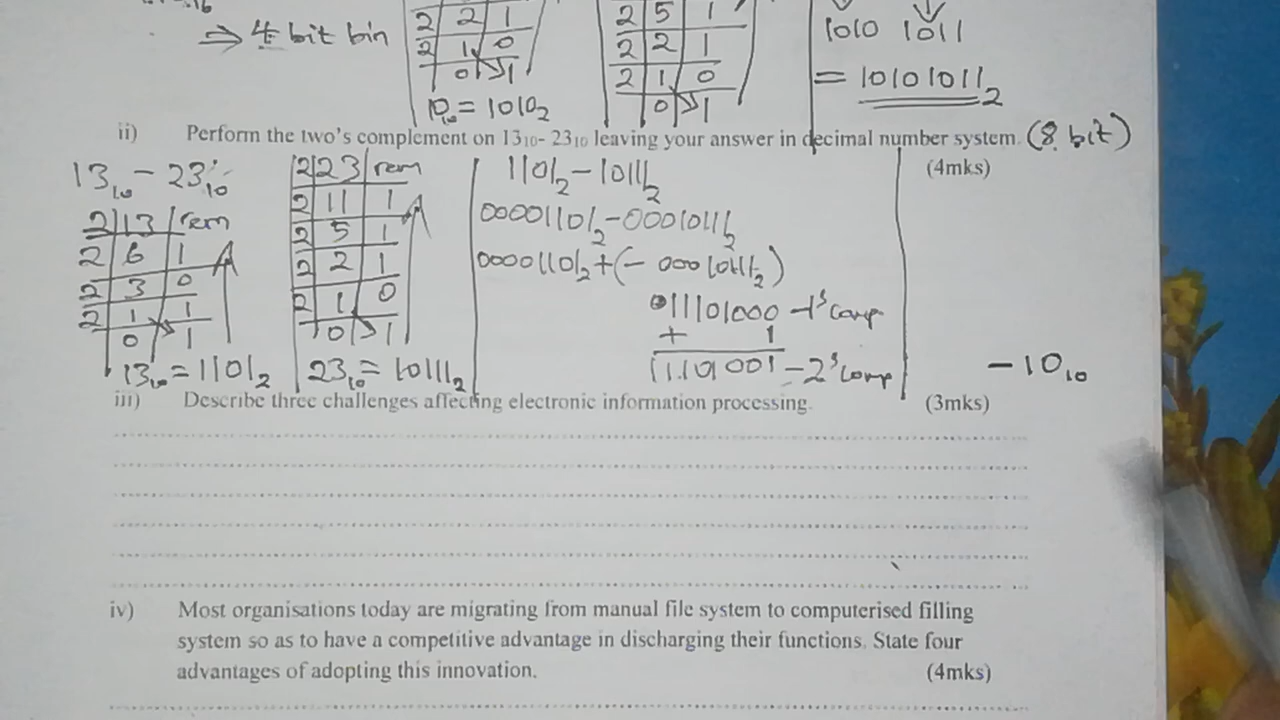 ⇒ 4 bit bin
2 | 2 | 1
2 | 1 | 0
0 | 1
10₁₀ = 1010₂
2 | 5 | 1
2 | 2 | 1
2 | 1 | 0
0 | 1
1010 1011
= 10101011₂
ii) Perform the two's complement on 13₁₀- 23₁₀ leaving your answer in decimal number system. (8 bit)
(4mks)
13₁₀ - 23₁₀
2 | 13 | rem
2 | 6 | 1
2 | 3 | 0
2 | 1 | 1
0 | 1
13₁₀ = 1101₂
2 | 23 | rem
2 | 11 | 1
2 | 5 | 1
2 | 2 | 1
2 | 1 | 0
0 | 1
23₁₀ = 10111₂
1101₂ - 10111₂
00001101₂ - 00010111₂
00001101₂ + (- 00010111₂)
11101000 - 1's comp
+ 1
11101001 - 2's comp
-10₁₀
iii) Describe three challenges affecting electronic information processing. (3mks)
iv) Most organisations today are migrating from manual file system to computerised filling
system so as to have a competitive advantage in discharging their functions. State four
advantages of adopting this innovation. (4mks)